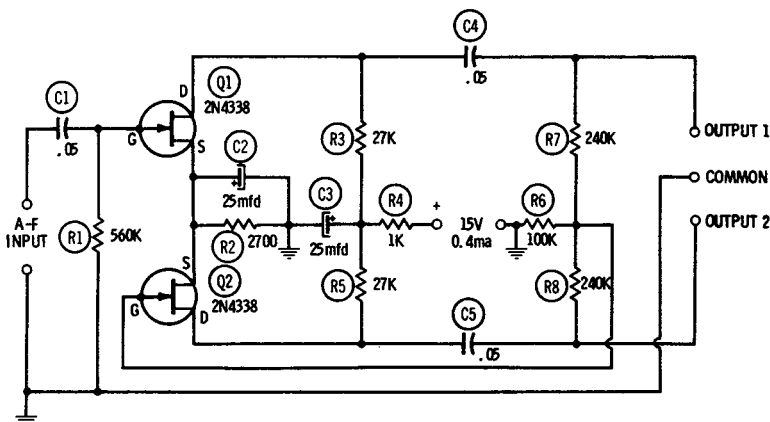 C4
.05
D
Q1
2N4338
C1
.05
G
S
C2
25mfd
R3
27K
R7
240K
OUTPUT 1
COMMON
OUTPUT 2
A-F
INPUT
R1
560K
R2
2700
C3
25mfd
R4
1K
+
15V
0.4ma
R6
100K
S
Q2
2N4338
G
D
R5
27K
R8
240K
C5
.05